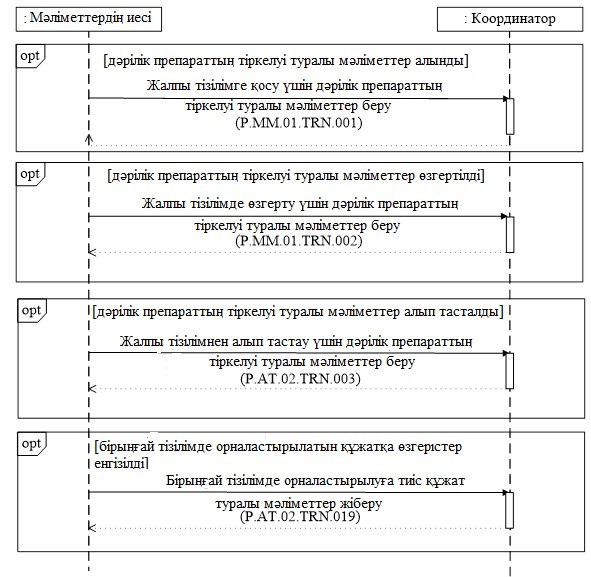 : Мәліметтердің иесі
: Координатор
opt
[дәрілік препараттың тіркелуі туралы мәліметтер алынды]
Жалпы тізілімге қосу үшін дәрілік препараттың
тіркелуі туралы мәліметтер беру
(P.MM.01.TRN.001)
opt
[дәрілік препараттың тіркелуі туралы мәліметтер өзгертілді]
Жалпы тізілімде өзгерту үшін дәрілік препараттың
тіркелуі туралы мәліметтер беру
(P.MM.01.TRN.002)
opt
[дәрілік препараттың тіркелуі туралы мәліметтер алып тасталды]
Жалпы тізілімнен алып тастау үшін дәрілік препараттың
тіркелуі туралы мәліметтер беру
(P.AT.02.TRN.003)
opt
[бірыңғай тізілімде орналастырылатын құжатқа өзгерістер
енгізілді]
Бірыңғай тізілімде орналастырылуға тиіс құжат
туралы мәліметтер жіберу
(P.AT.02.TRN.019)